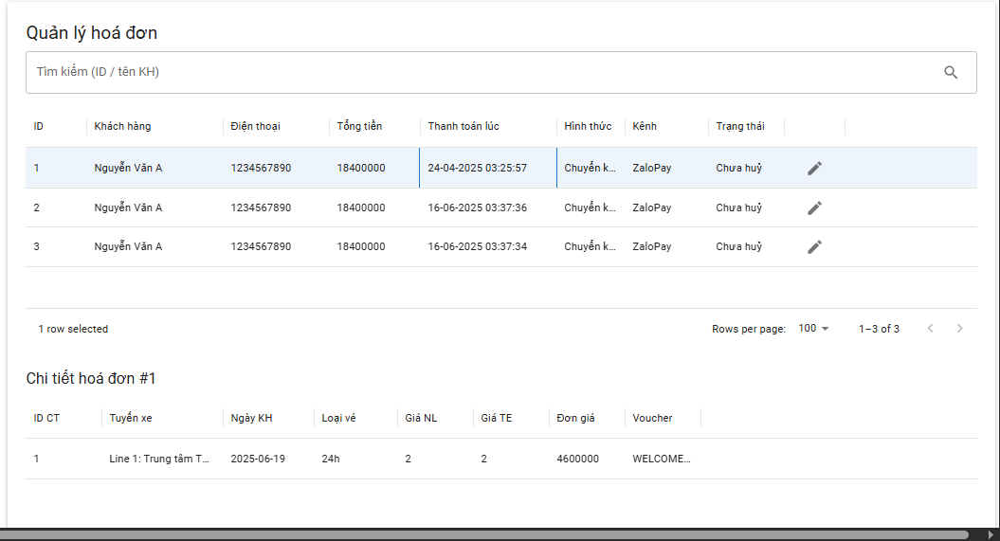 Quản lý hoá đơn
Tìm kiếm (ID / tên KH)
ID Khách hàng Điện thoại Tổng tiền Thanh toán lúc Hình thức Kênh Trạng thái
1 Nguyễn Văn A 1234567890 18400000 24-04-2025 03:25:57 Chuyển k... ZaloPay Chưa huỷ
2 Nguyễn Văn A 1234567890 18400000 16-06-2025 03:37:36 Chuyển k... ZaloPay Chưa huỷ
3 Nguyễn Văn A 1234567890 18400000 16-06-2025 03:37:34 Chuyển k... ZaloPay Chưa huỷ
1 row selected Rows per page: 100 1–3 of 3
Chi tiết hoá đơn #1
ID CT Tuyến xe Ngày KH Loại vé Giá NL Giá TE Đơn giá Voucher
1 Line 1: Trung tâm T... 2025-06-19 24h 2 2 4600000 WELCOME...